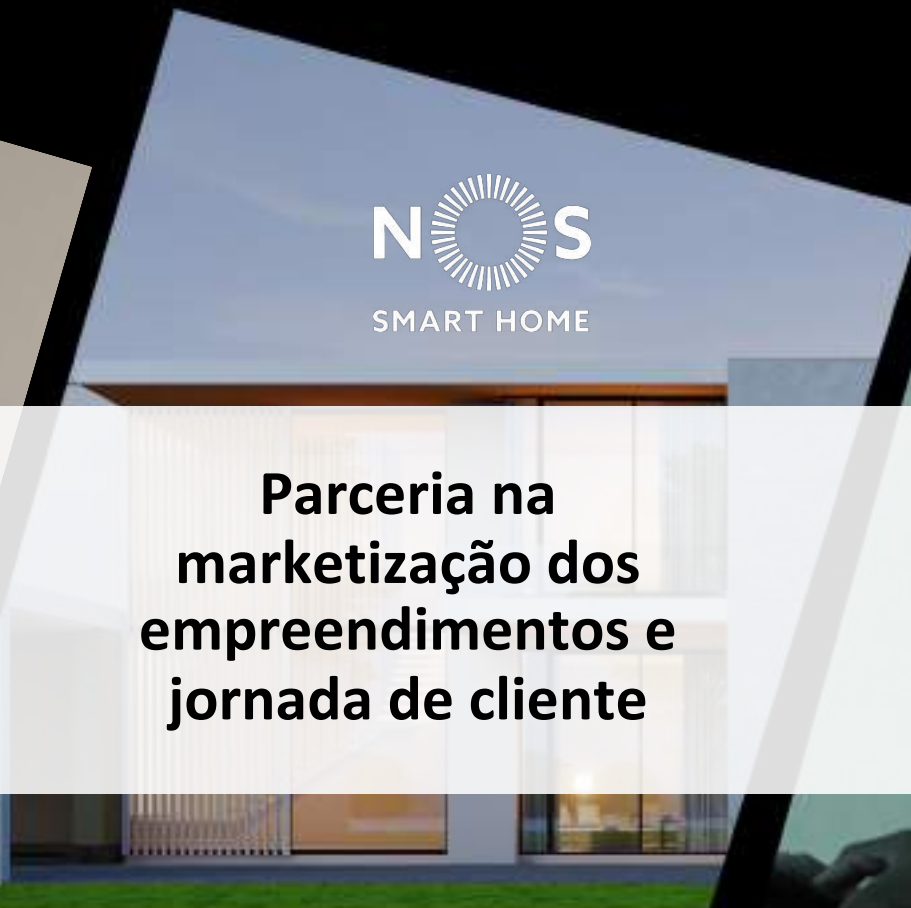 NOS
SMART HOME
Parceria na
marketização dos
empreendimentos e
jornada de cliente